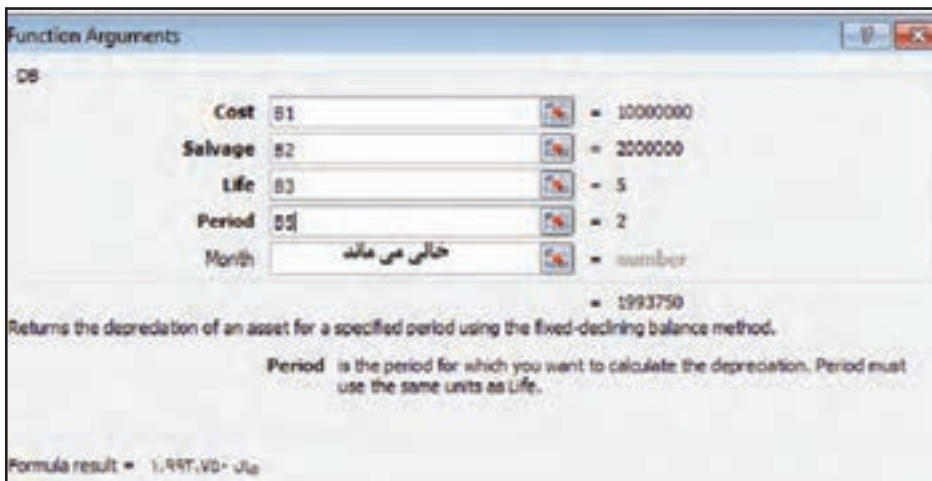 Function Arguments
DB
Cost B1 = 10000000
Salvage B2 = 2000000
Life B3 = 5
Period B5 = 2
Month خالی می ماند = number
= 1993750
Returns the depreciation of an asset for a specified period using the fixed-declining balance method.
Period is the period for which you want to calculate the depreciation. Period must
use the same units as Life.
Formula result = ۱،۹۹۳،۷۵۰ ریال